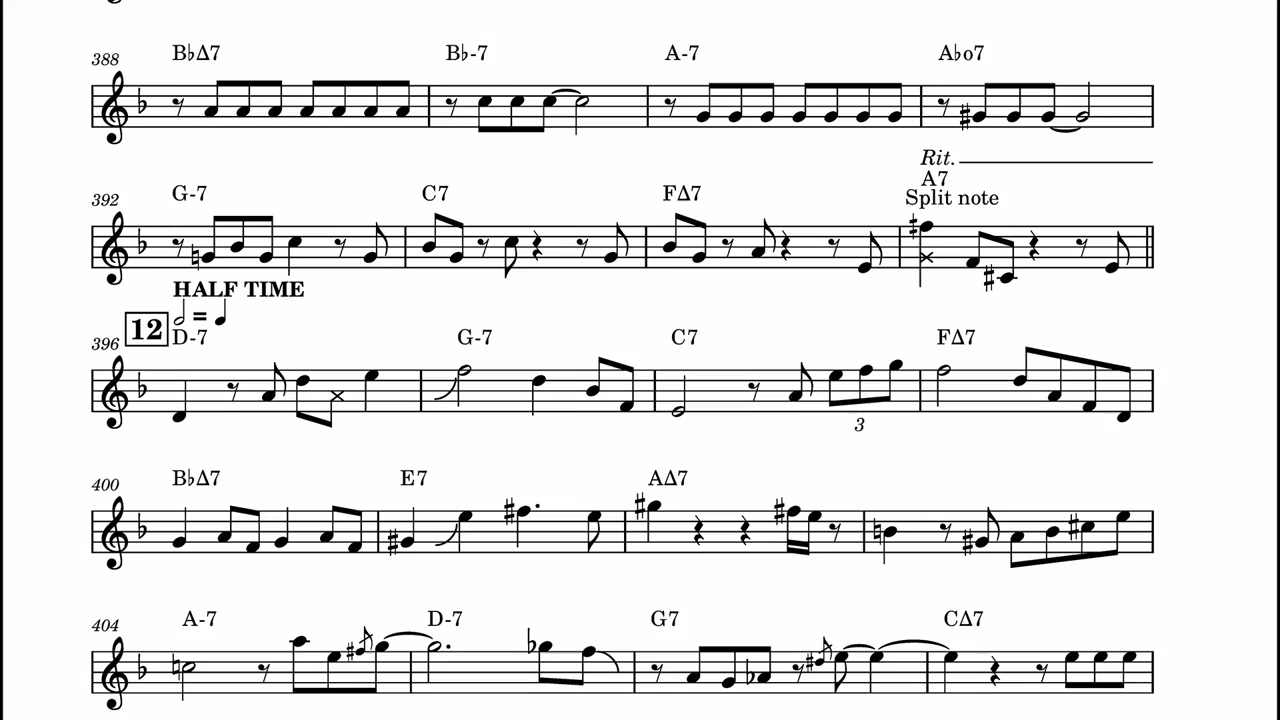 388 B♭Δ7 B♭-7 A-7 A♭o7
Rit.
392 G-7 C7 FΔ7 A7
Split note
HALF TIME
=
12
396 D-7 G-7 C7 FΔ7
3
400 B♭Δ7 E7 AΔ7
404 A-7 D-7 G7 CΔ7